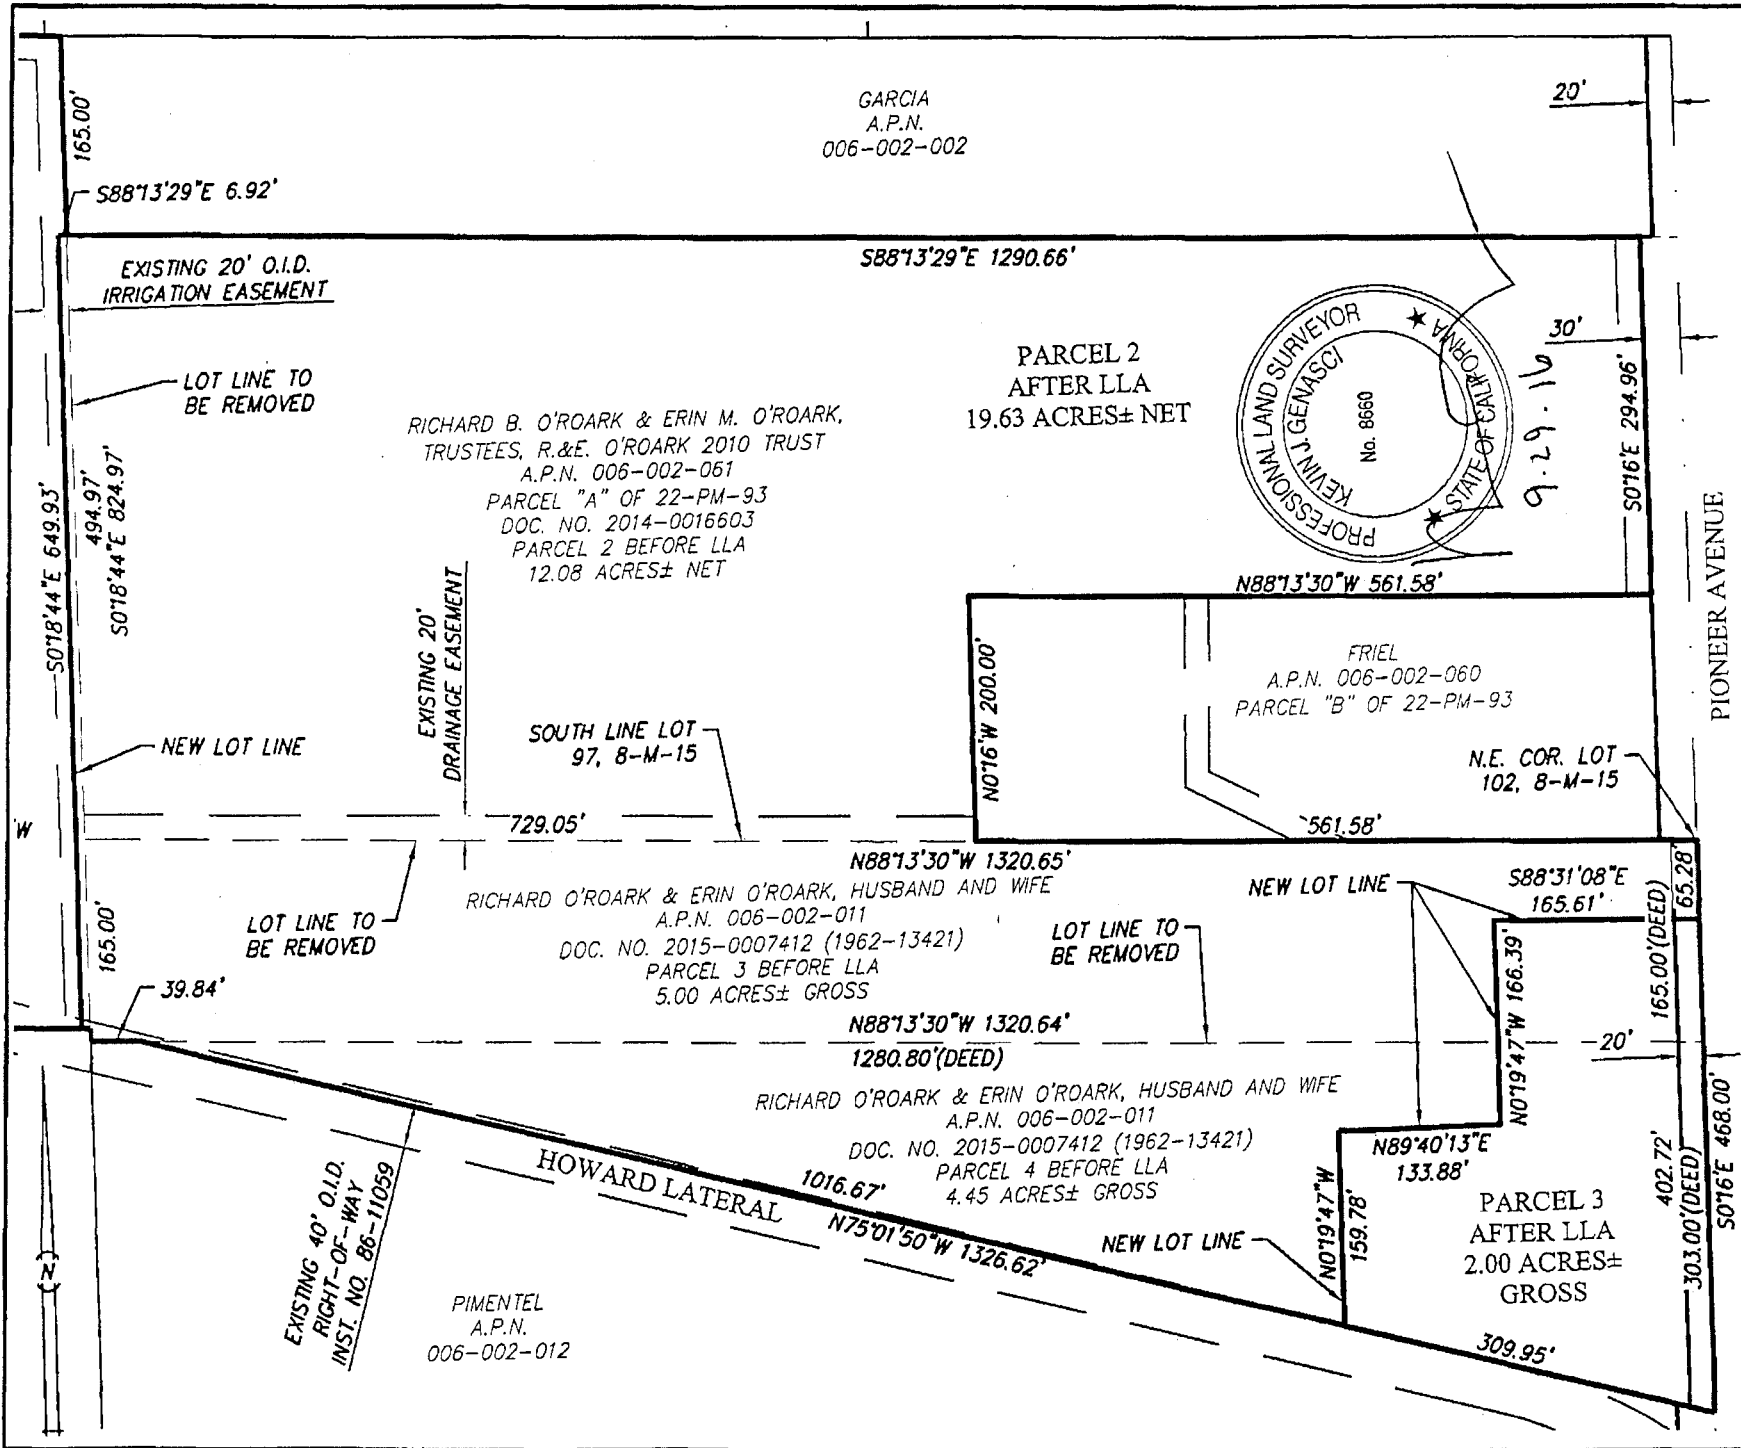 GARCIA
A.P.N.
006-002-002
20'
165.00'
S88°13'29"E 6.92'
S88°13'29"E 1290.66'
EXISTING 20' O.I.D.
IRRIGATION EASEMENT
LOT LINE TO
BE REMOVED
PARCEL 2
AFTER LLA
19.63 ACRES± NET
PROFESSIONAL LAND SURVEYOR
KEVIN J. GENASCI
No. 8660
STATE OF CALIFORNIA
9.29.16
30'
S0°16'E 294.96'
PIONEER AVENUE
RICHARD B. O'ROARK & ERIN M. O'ROARK,
TRUSTEES, R.&E. O'ROARK 2010 TRUST
A.P.N. 006-002-061
PARCEL "A" OF 22-PM-93
DOC. NO. 2014-0016603
PARCEL 2 BEFORE LLA
12.08 ACRES± NET
S0°18'44"E 649.93'
494.97'
S0°18'44"E 824.97'
EXISTING 20'
DRAINAGE EASEMENT
N88°13'30"W 561.58'
N0°16'W 200.00'
FRIEL
A.P.N. 006-002-060
PARCEL "B" OF 22-PM-93
NEW LOT LINE
SOUTH LINE LOT
97, 8-M-15
N.E. COR. LOT
102, 8-M-15
'W
729.05'
561.58'
N88°13'30"W 1320.65'
RICHARD O'ROARK & ERIN O'ROARK, HUSBAND AND WIFE
A.P.N. 006-002-011
DOC. NO. 2015-0007412 (1962-13421)
PARCEL 3 BEFORE LLA
5.00 ACRES± GROSS
LOT LINE TO
BE REMOVED
165.00'
39.84'
LOT LINE TO
BE REMOVED
NEW LOT LINE
S88°31'08"E
165.61'
65.28'
165.00'(DEED)
N0°19'47"W 166.39'
N88°13'30"W 1320.64'
1280.80'(DEED)
20'
RICHARD O'ROARK & ERIN O'ROARK, HUSBAND AND WIFE
A.P.N. 006-002-011
DOC. NO. 2015-0007412 (1962-13421)
PARCEL 4 BEFORE LLA
4.45 ACRES± GROSS
N89°40'13"E
133.88'
N0°19'47"W
159.78'
402.72'
303.00'(DEED)
S0°16'E 468.00'
HOWARD LATERAL
1016.67'
N75°01'50"W 1326.62'
NEW LOT LINE
PARCEL 3
AFTER LLA
2.00 ACRES±
GROSS
EXISTING 40' O.I.D.
RIGHT-OF-WAY
INST. NO. 86-11059
N
PIMENTEL
A.P.N.
006-002-012
309.95'